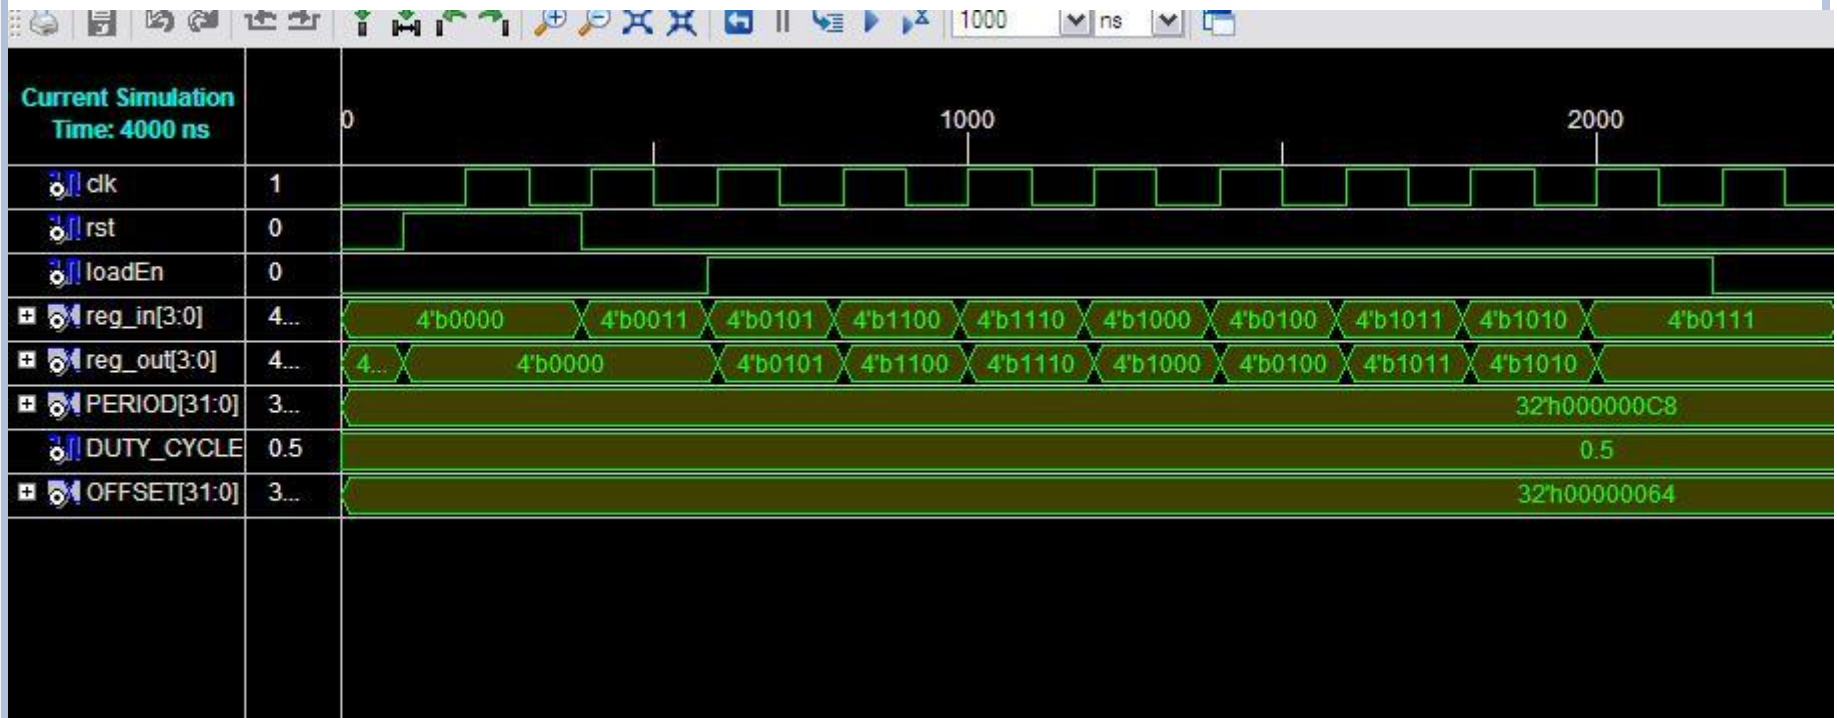 1000 ns
Current Simulation
Time: 4000 ns
0 1000 2000
clk 1
rst 0
loadEn 0
reg_in[3:0] 4... 4'b0000 4'b0011 4'b0101 4'b1100 4'b1110 4'b1000 4'b0100 4'b1011 4'b1010 4'b0111
reg_out[3:0] 4... 4... 4'b0000 4'b0101 4'b1100 4'b1110 4'b1000 4'b0100 4'b1011 4'b1010
PERIOD[31:0] 3... 32'h000000C8
DUTY_CYCLE 0.5 0.5
OFFSET[31:0] 3... 32'h00000064